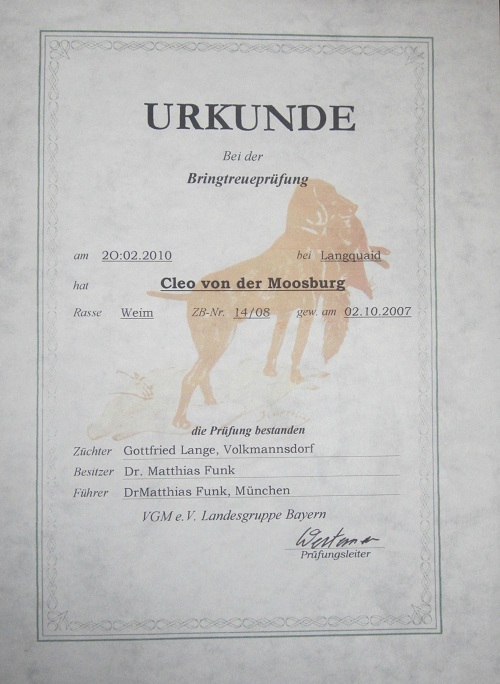 URKUNDE
Bei der
Bringtreueprüfung
am 2O:02.2010 bei Langquaid
hat Cleo von der Moosburg
Rasse Weim ZB-Nr. 14/08 gew. am 02.10.2007
die Prüfung bestanden
Züchter Gottfried Lange, Volkmannsdorf
Besitzer Dr. Matthias Funk
Führer DrMatthias Funk, München
VGM e.V. Landesgruppe Bayern
Prüfungsleiter